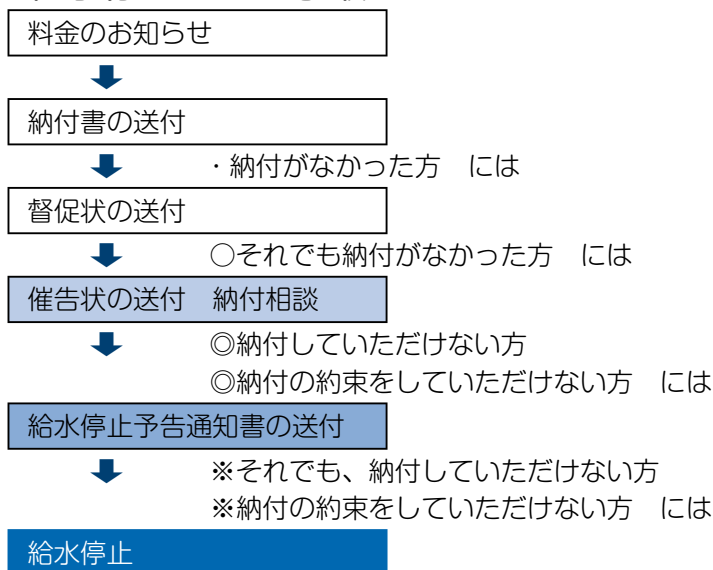 料金のお知らせ
納付書の送付
・納付がなかった方　には
督促状の送付
○それでも納付がなかった方　には
催告状の送付　納付相談
◎納付していただけない方
◎納付の約束をしていただけない方　には
給水停止予告通知書の送付
※それでも、納付していただけない方
※納付の約束をしていただけない方　には
給水停止